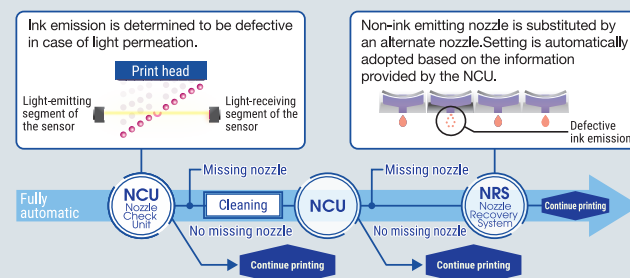 Ink emission is determined to be defective
in case of light permeation.
Print head
Light-emitting
segment of
the sensor
Light-receiving
segment of the
sensor
Non-ink emitting nozzle is substituted by
an alternate nozzle.Setting is automatically
adopted based on the information
provided by the NCU.
Defective
ink emission
Fully
automatic
NCU
Nozzle
Check
Unit
Missing nozzle
Cleaning
No missing nozzle
Continue printing
NCU
Missing nozzle
No missing nozzle
Continue printing
NRS
Nozzle
Recovery
System
Continue printing